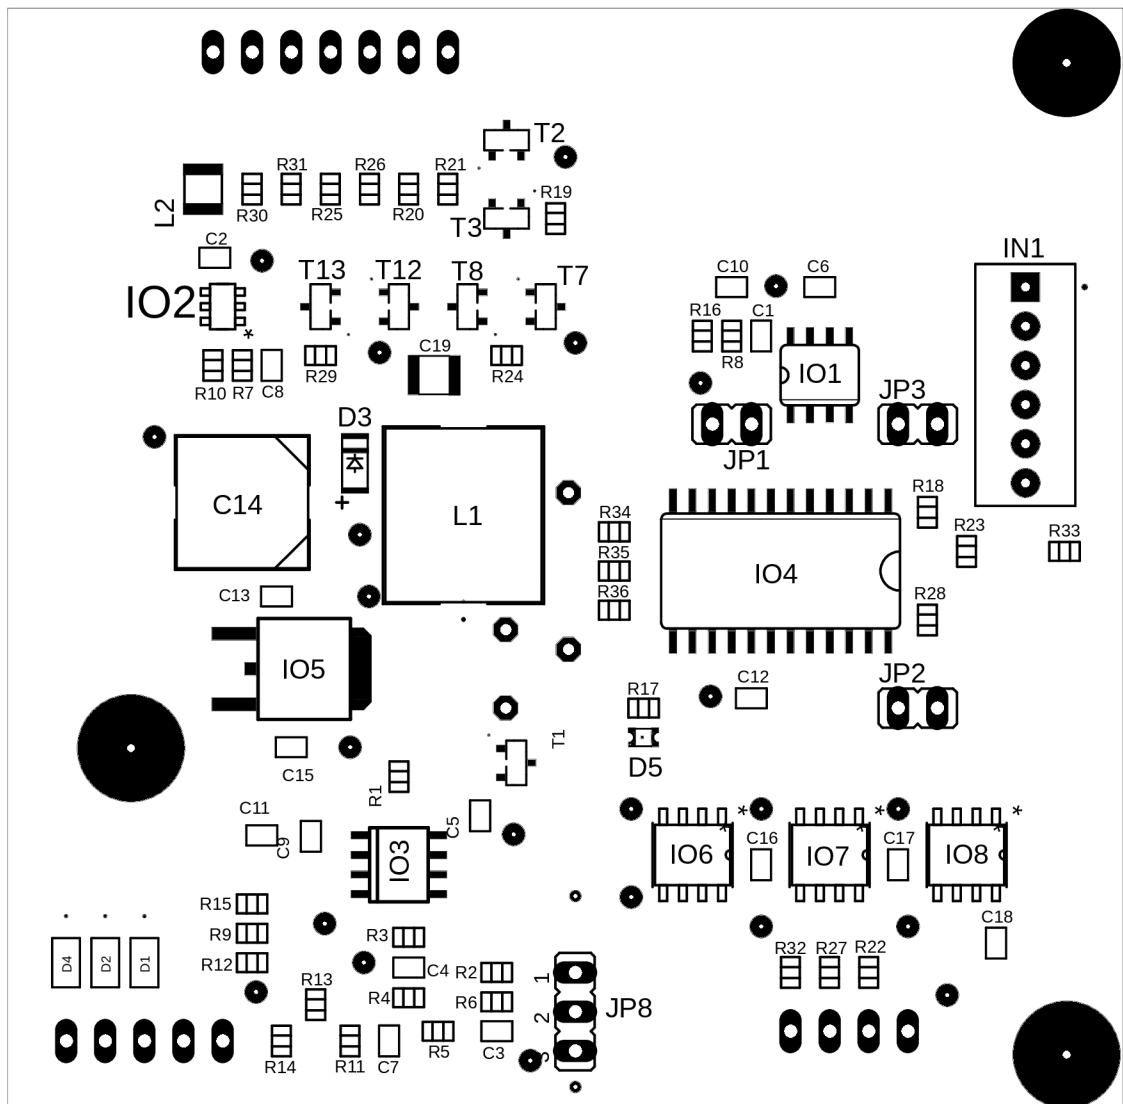 T2
R31 R26 R21
R19
L2
R30 R25 R20
T3
C2
IN1
T13 T12 T8 T7
C10 C6
IO2
R16 C1
*
C19
R8
IO1
R29 R24
R10 R7 C8
JP3
D3
JP1
+
C14
L1
R18
R34
R23 R33
R35
IO4
R36
C13
R28
IO5
JP2
C12
R17
T1
D5
C15
R1
C11
C9
C5
* * *
IO3
IO6 C16 IO7 C17 IO8
R15
C18
R9 R3
R32 R27 R22
D4 D2 D1
R12
C4 R2 1
R13
R4 R6
2 JP8
R5 C3
3
R14 R11 C7